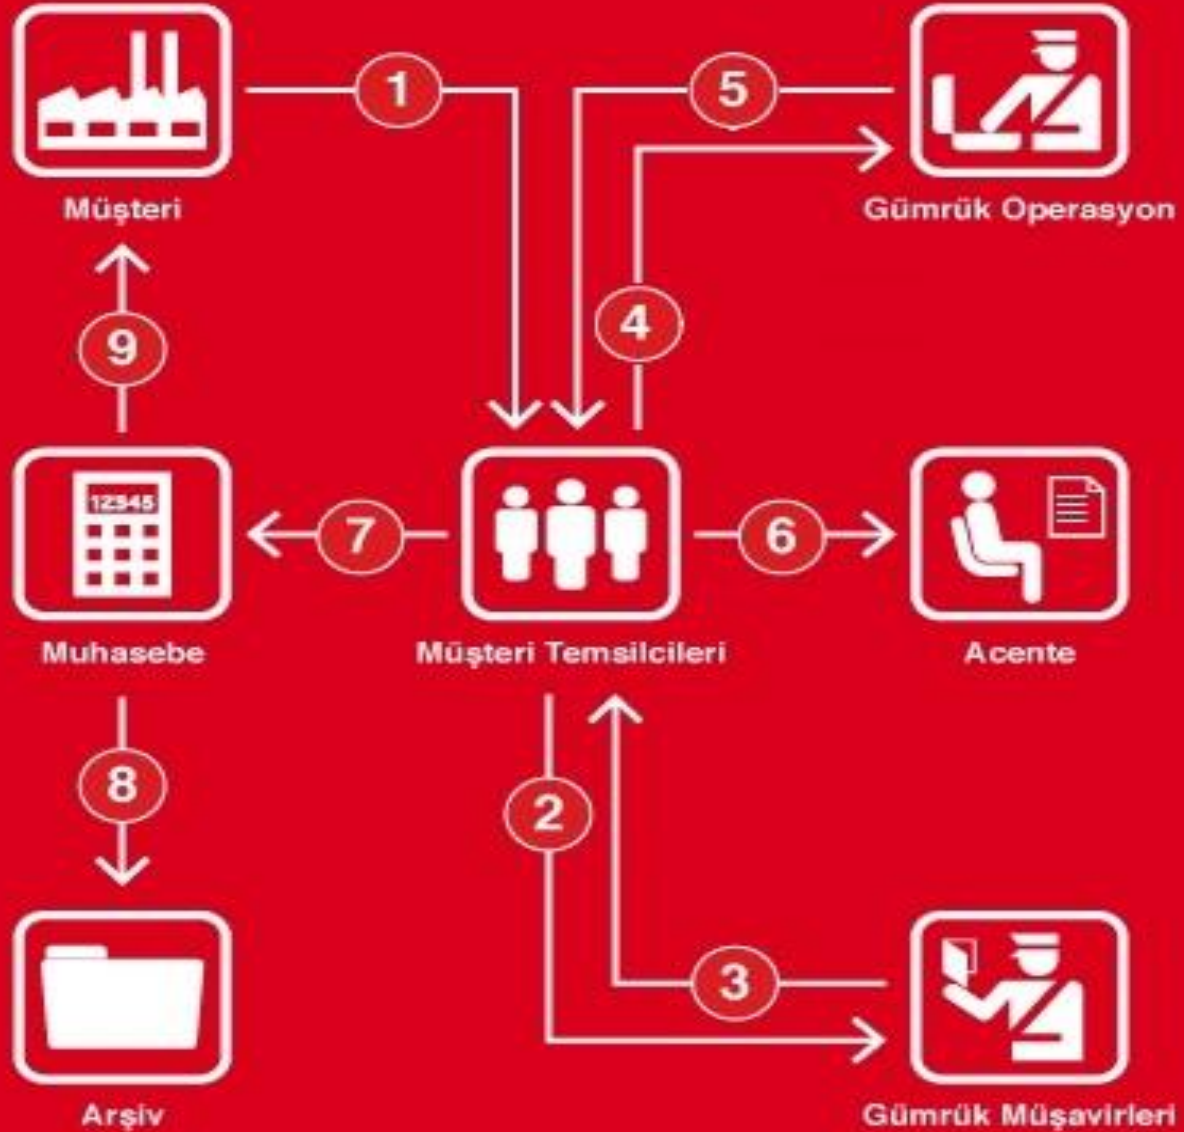 1
5
Müşteri
Gümrük Operasyon
4
9
12345
7
6
Muhasebe
Müşteri Temsilcileri
Acente
8
2
3
Arşiv
Gümrük Müşavirleri